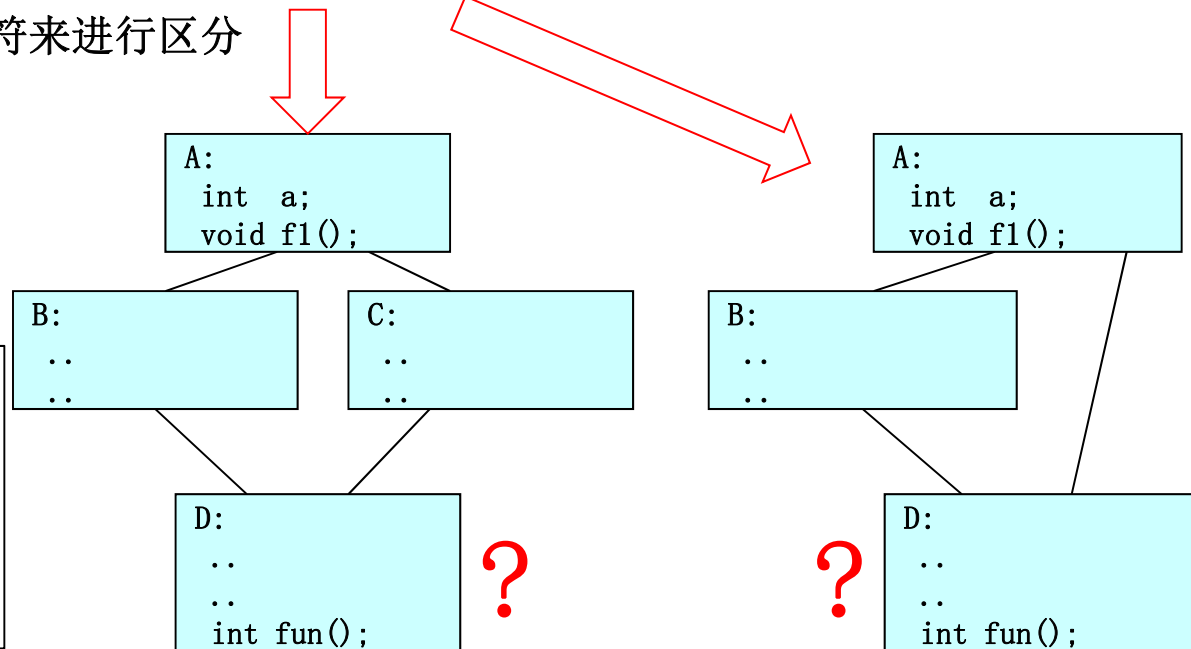 符来进行区分
A:
int a;
void f1();
A:
int a;
void f1();
B:
..
..
C:
..
..
B:
..
..
D:
..
..
int fun();
?
?
D:
..
..
int fun();